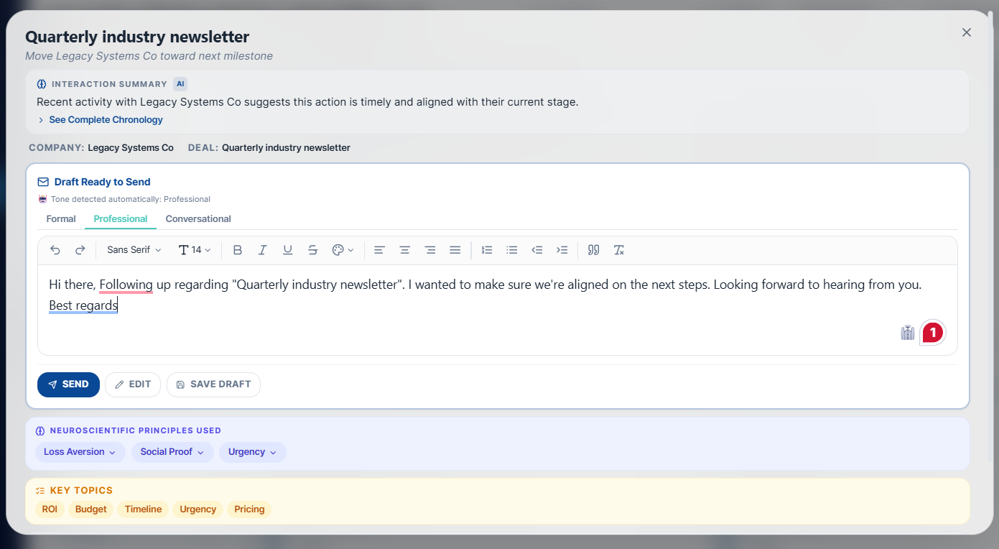 Quarterly industry newsletter
Move Legacy Systems Co toward next milestone
INTERACTION SUMMARY AI
Recent activity with Legacy Systems Co suggests this action is timely and aligned with their current stage.
See Complete Chronology
COMPANY: Legacy Systems Co DEAL: Quarterly industry newsletter
Draft Ready to Send
Tone detected automatically: Professional
Formal Professional Conversational
Sans Serif T 14 B I U S
Hi there, Following up regarding "Quarterly industry newsletter". I wanted to make sure we're aligned on the next steps. Looking forward to hearing from you.
Best regards
1
SEND EDIT SAVE DRAFT
NEUROSCIENTIFIC PRINCIPLES USED
Loss Aversion Social Proof Urgency
KEY TOPICS
ROI Budget Timeline Urgency Pricing